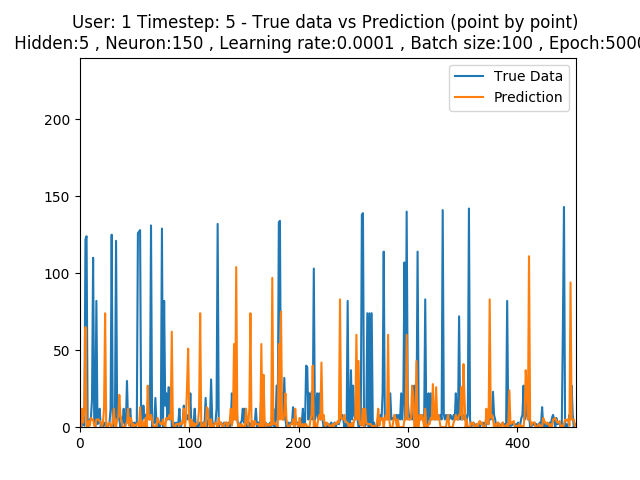 User: 1 Timestep: 5 - True data vs Prediction (point by point)
Hidden:5 , Neuron:150 , Learning rate:0.0001 , Batch size:100 , Epoch:5000
True Data
Prediction
200
150
100
50
0
0 100 200 300 400